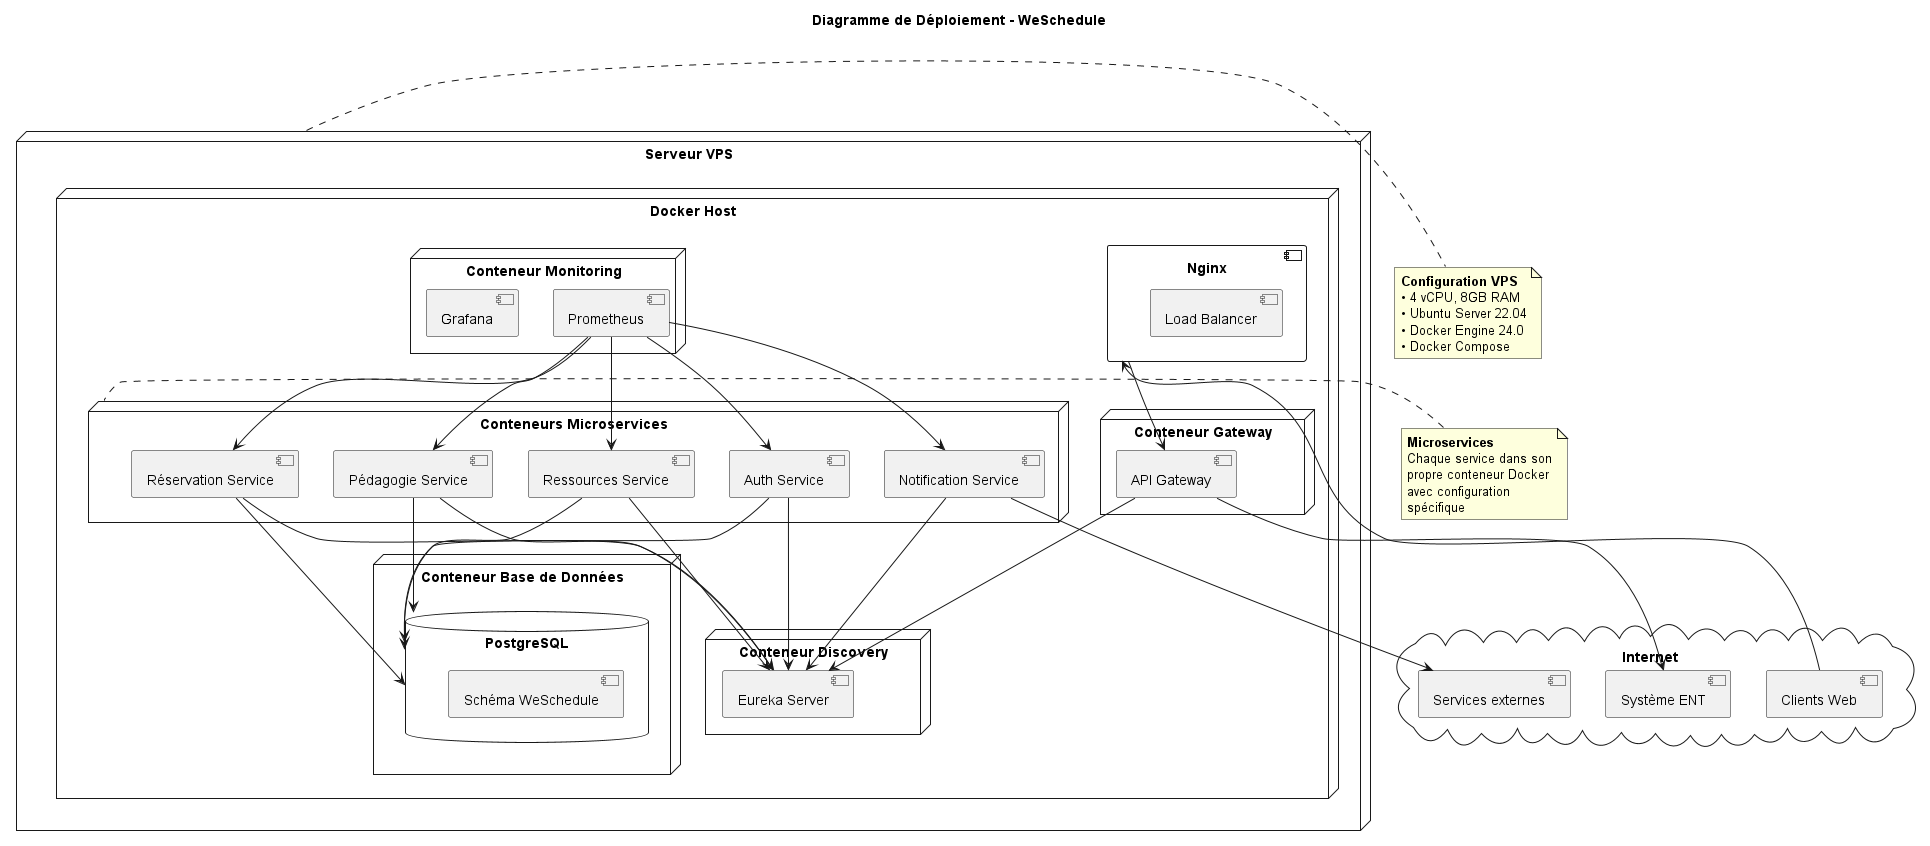 Diagramme de Déploiement - WeSchedule
Serveur VPS
Docker Host
Conteneur Monitoring
Grafana
Prometheus
Nginx
Load Balancer
Configuration VPS
• 4 vCPU, 8GB RAM
• Ubuntu Server 22.04
• Docker Engine 24.0
• Docker Compose
Conteneurs Microservices
Réservation Service
Pédagogie Service
Ressources Service
Auth Service
Notification Service
Conteneur Gateway
API Gateway
Microservices
Chaque service dans son
propre conteneur Docker
avec configuration
spécifique
Conteneur Base de Données
PostgreSQL
Schéma WeSchedule
Conteneur Discovery
Eureka Server
Internet
Services externes
Système ENT
Clients Web